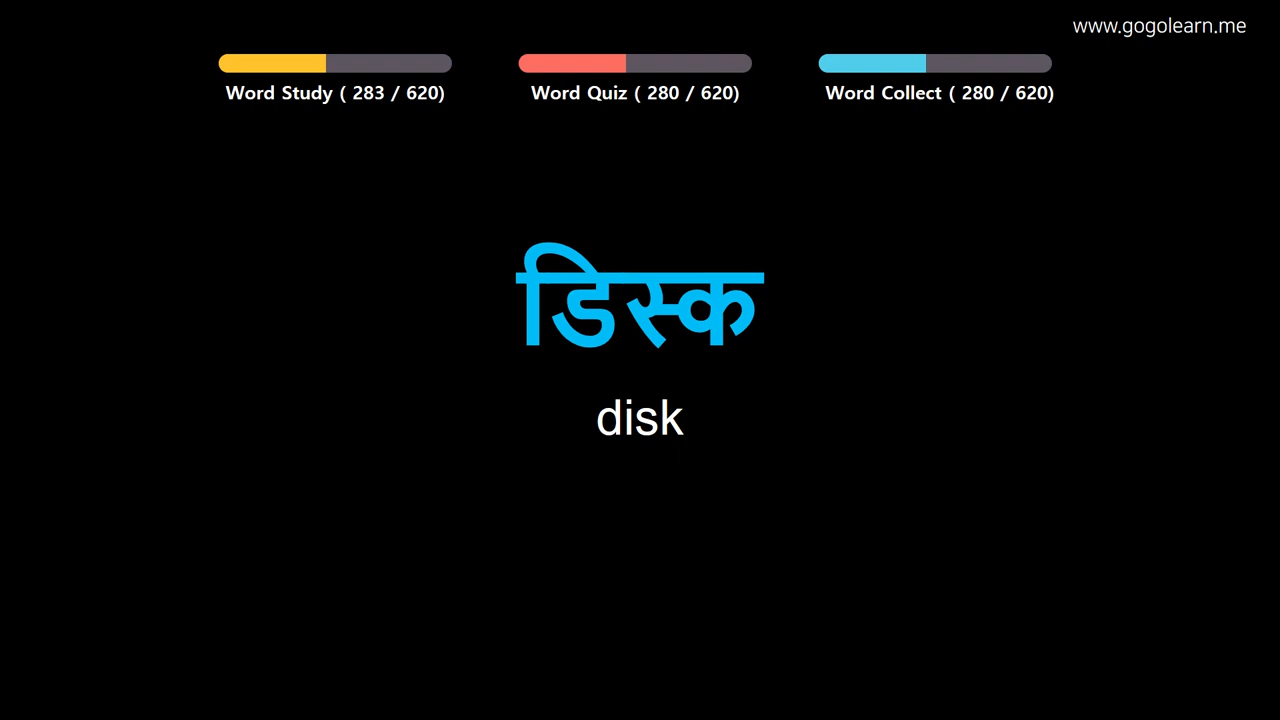 www.gogolearn.me
Word Study ( 283 / 620)
Word Quiz ( 280 / 620)
Word Collect ( 280 / 620)
डिस्क
disk